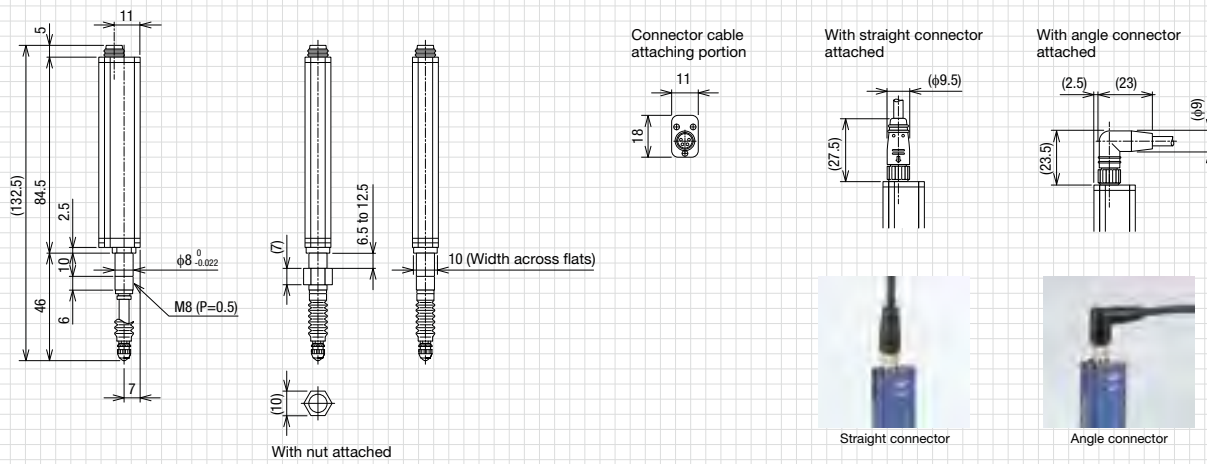 11
5
(132.5)
84.5
2.5
10
46
6
φ8 0 -0.022
M8 (P=0.5)
7
(7)
6.5 to 12.5
10 (Width across flats)
(10)
With nut attached
Connector cable
attaching portion
11
18
With straight connector
attached
(φ9.5)
(27.5)
With angle connector
attached
(2.5)
(23)
(φ9)
(23.5)
Straight connector
Angle connector